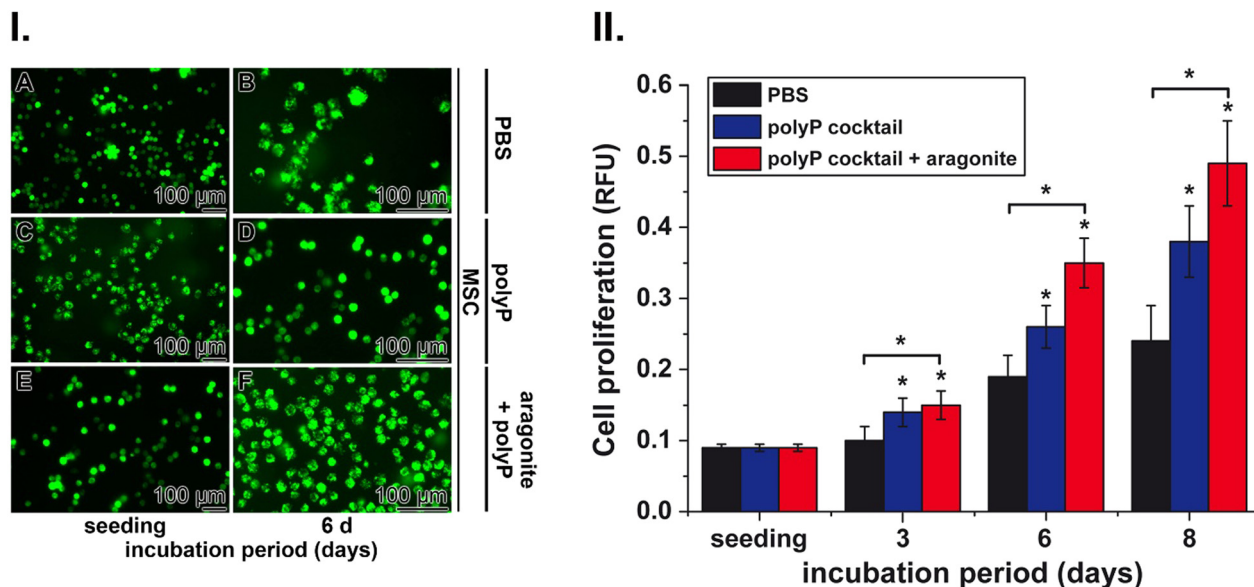 I.
II.
A
100 µm
B
100 µm
PBS
C
100 µm
D
100 µm
polyP
MSC
E
100 µm
F
100 µm
aragonite
+ polyP
seeding
6 d
incubation period (days)
PBS
polyP cocktail
polyP cocktail + aragonite
*
*
*
*
*
*
*
*
*
Cell proliferation (RFU)
0.6
0.5
0.4
0.3
0.2
0.1
0.0
seeding
3
6
8
incubation period (days)